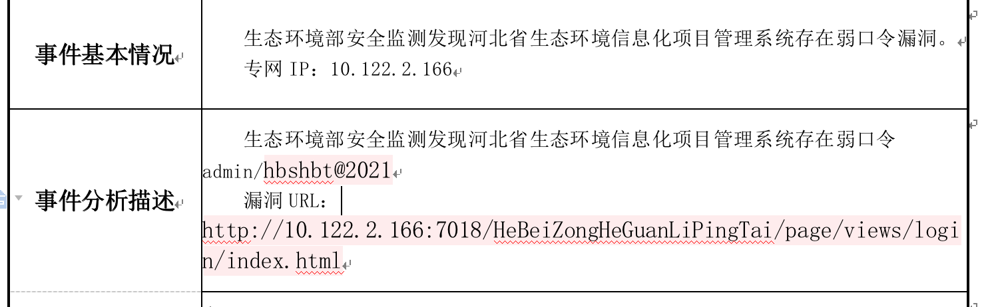 事件基本情况
生态环境部安全监测发现河北省生态环境信息化项目管理系统存在弱口令漏洞。
专网 IP：10.122.2.166
事件分析描述
生态环境部安全监测发现河北省生态环境信息化项目管理系统存在弱口令
admin/hbshbt@2021
漏洞 URL：
http://10.122.2.166:7018/HeBeiZongHeGuanLiPingTai/page/views/logi
n/index.html